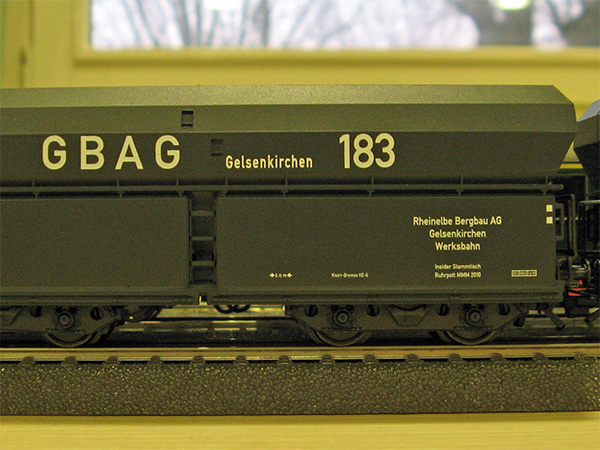 GBAG Gelsenkirchen 183
Rheinelbe Bergbau AG
Gelsenkirchen
Werksbahn
Insider Stammtisch
Ruhrpott MMM 2010
Knorr-Bremse KE-G